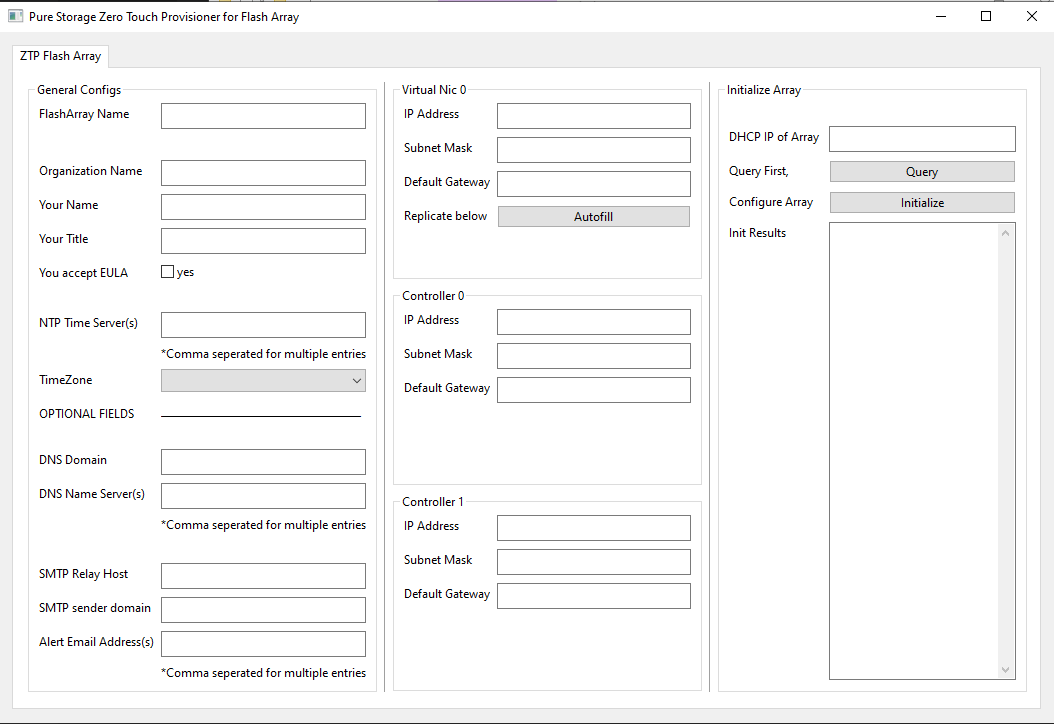 Pure Storage Zero Touch Provisioner for Flash Array
ZTP Flash Array
General Configs
FlashArray Name
Organization Name
Your Name
Your Title
You accept EULA
yes
NTP Time Server(s)
*Comma seperated for multiple entries
TimeZone
OPTIONAL FIELDS
DNS Domain
DNS Name Server(s)
*Comma seperated for multiple entries
SMTP Relay Host
SMTP sender domain
Alert Email Address(s)
*Comma seperated for multiple entries
Virtual Nic 0
IP Address
Subnet Mask
Default Gateway
Replicate below
Autofill
Controller 0
IP Address
Subnet Mask
Default Gateway
Controller 1
IP Address
Subnet Mask
Default Gateway
Initialize Array
DHCP IP of Array
Query First,
Query
Configure Array
Initialize
Init Results